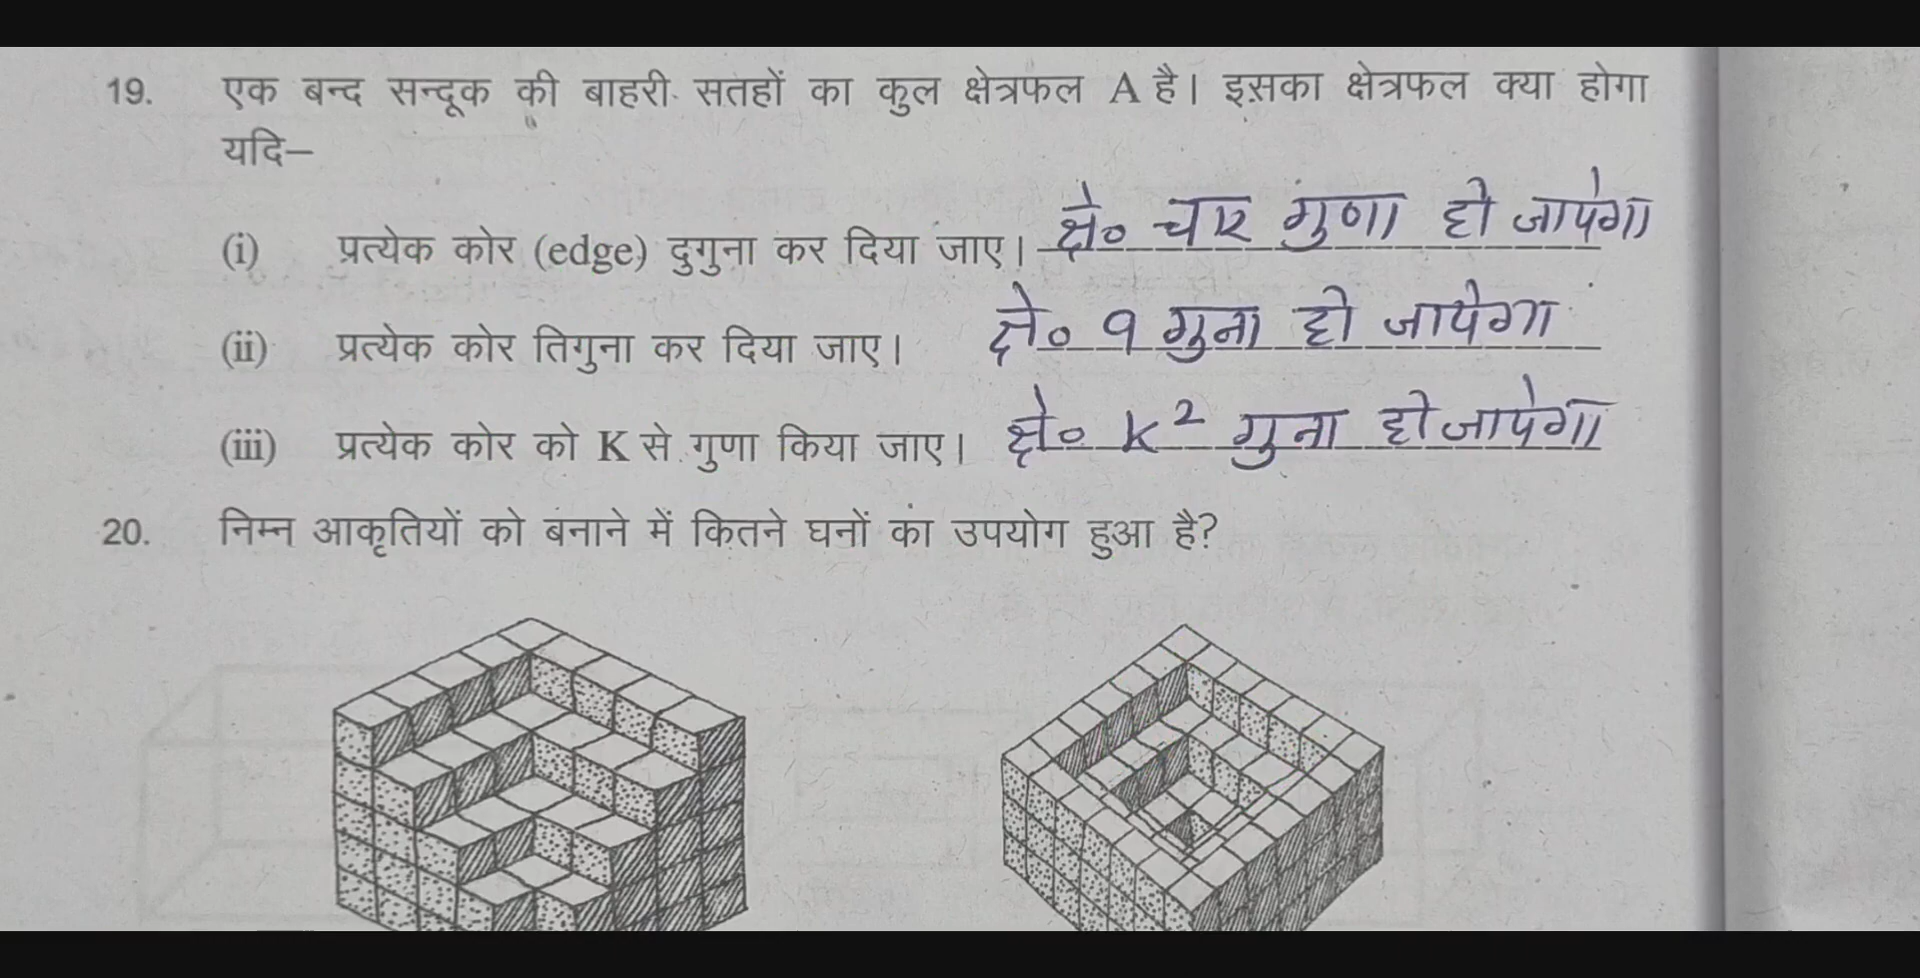 19. एक बन्द सन्दूक की बाहरी सतहों का कुल क्षेत्रफल A है। इसका क्षेत्रफल क्या होगा
यदि–
(i) प्रत्येक कोर (edge) दुगुना कर दिया जाए। क्षे० चार गुणा हो जायेगा
(ii) प्रत्येक कोर तिगुना कर दिया जाए। क्षे० 9 गुना हो जायेगा
(iii) प्रत्येक कोर को K से गुणा किया जाए। क्षे० K² गुना हो जायेगा
20. निम्न आकृतियों को बनाने में कितने घनों का उपयोग हुआ है?